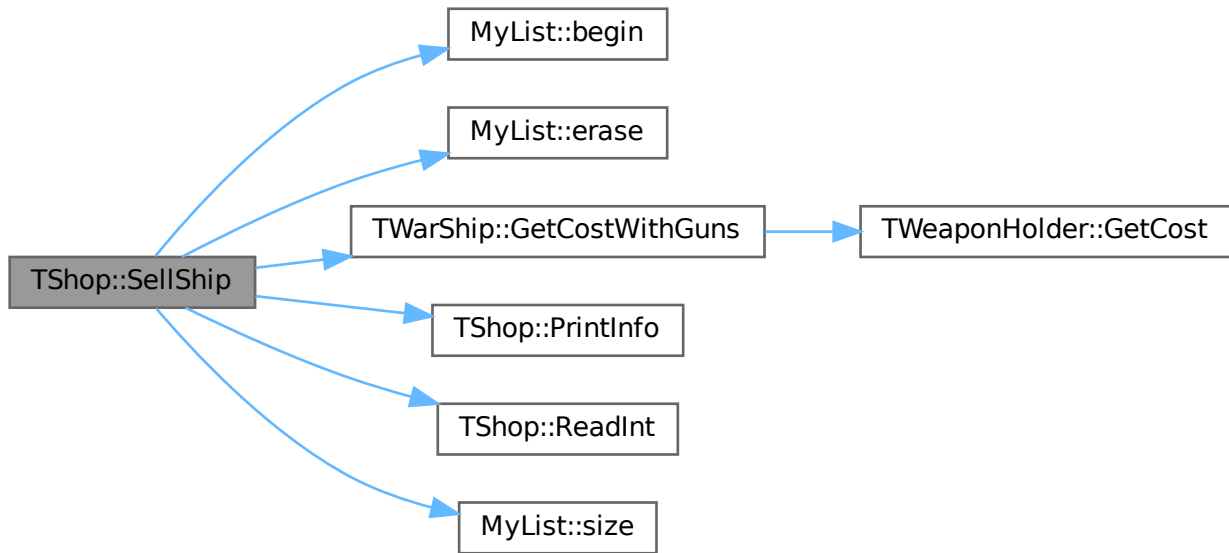 MyList::begin
MyList::erase
TWarShip::GetCostWithGuns
TWeaponHolder::GetCost
TShop::SellShip
TShop::PrintInfo
TShop::ReadInt
MyList::size